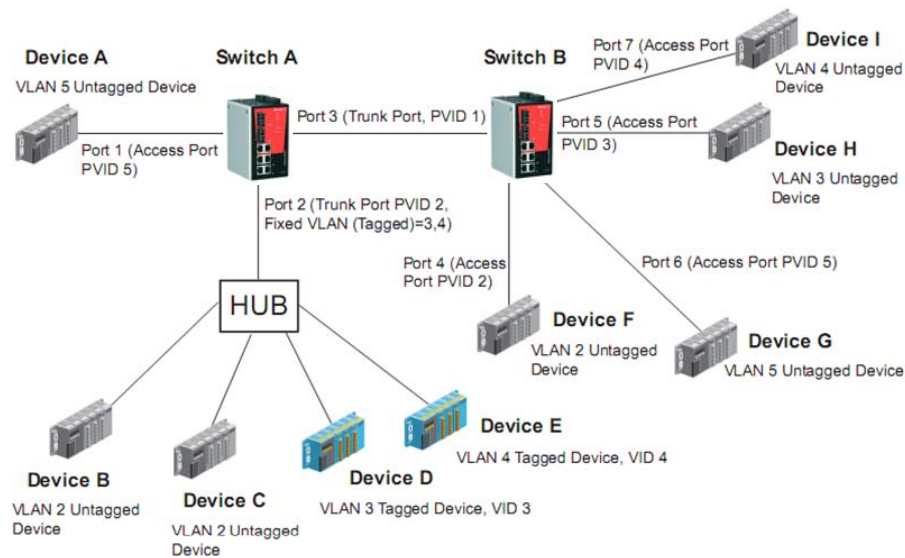 Device A
VLAN 5 Untagged Device
Port 1 (Access Port
PVID 5)
Switch A
Port 3 (Trunk Port, PVID 1)
Switch B
Port 7 (Access Port
PVID 4)
Device I
VLAN 4 Untagged
Device
Port 5 (Access Port
PVID 3)
Device H
VLAN 3 Untagged
Device
Port 2 (Trunk Port PVID 2,
Fixed VLAN (Tagged)=3,4)
Port 4 (Access
Port PVID 2)
Port 6 (Access Port PVID 5)
HUB
Device F
VLAN 2 Untagged
Device
Device G
VLAN 5 Untagged Device
Device B
VLAN 2 Untagged
Device
Device C
VLAN 2 Untagged
Device
Device D
VLAN 3 Tagged Device, VID 3
Device E
VLAN 4 Tagged Device, VID 4